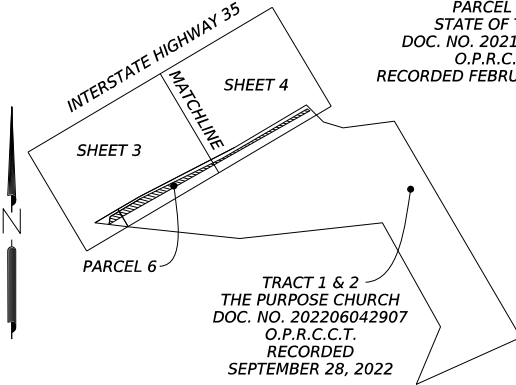 PARCEL
STATE OF
DOC. NO. 2021
O.P.R.C.
RECORDED FEBRU
INTERSTATE HIGHWAY 35
MATCHLINE
SHEET 4
SHEET 3
N
PARCEL 6
TRACT 1 & 2
THE PURPOSE CHURCH
DOC. NO. 202206042907
O.P.R.C.C.T.
RECORDED
SEPTEMBER 28, 2022